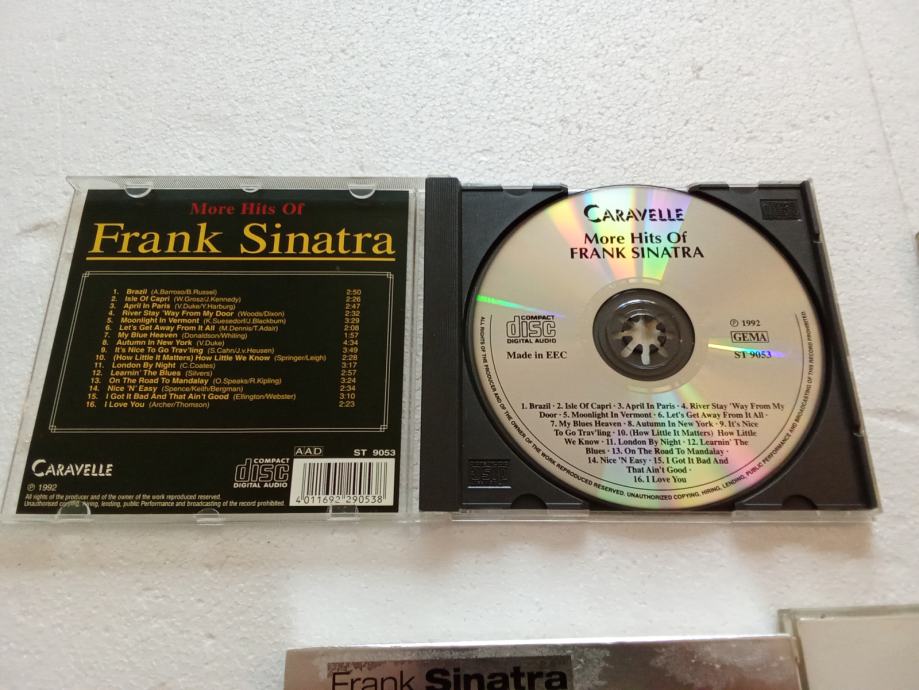 More Hits Of
Frank Sinatra
1. Brazil (A.Barroso/B.Russel) 2:50
2. Isle Of Capri (W.Grosz/J.Kennedy) 2:26
3. April In Paris (V.Duke/Y.Harburg) 2:47
4. River Stay 'Way From My Door (Woods/Dixon) 2:32
5. Moonlight In Vermont (K.Suesedorf/J.Blackburn) 3:29
6. Let's Get Away From It All (M.Dennis/T.Adair) 2:08
7. My Blue Heaven (Donaldson/Whiting) 1:57
8. Autumn In New York (V.Duke) 4:34
9. It's Nice To Go Trav'ling (S.Cahn/J.v.Heusen) 3:49
10. (How Little It Matters) How Little We Know (Springer/Leigh) 2:28
11. London By Night (C.Coates) 3:17
12. Learnin' The Blues (Silvers) 2:57
13. On The Road To Mandalay (O.Speaks/R.Kipling) 3:24
14. Nice 'N' Easy (Spence/Keith/Bergman) 2:34
15. I Got It Bad And That Ain't Good (Ellington/Webster) 3:10
16. I Love You (Archer/Thomson) 2:23
CARAVELLE
℗ 1992
All rights of the producer and of the owner of the work reproduced reserved.
Unauthorised copying, hiring, lending, public Performance and broadcasting of the record prohibited
COMPACT
disc
DIGITAL AUDIO
AAD ST 9053
4 011692 290538
CARAVELLE
More Hits Of
FRANK SINATRA
COMPACT
disc
DIGITAL AUDIO
Made in EEC
℗ 1992
GEMA
ST 9053
1. Brazil · 2. Isle Of Capri · 3. April In Paris · 4. River Stay 'Way From My
Door · 5. Moonlight In Vermont · 6. Let's Get Away From It All ·
7. My Blues Heaven · 8. Autumn In New York · 9. It's Nice
To Go Trav'ling · 10. (How Little It Matters) How Little
We Know · 11. London By Night · 12. Learnin' The
Blues · 13. On The Road To Mandalay ·
14. Nice 'N Easy · 15. I Got It Bad And
That Ain't Good ·
16. I Love You
ALL RIGHTS OF THE PRODUCER AND OF THE OWNER OF THE WORK REPRODUCED RESERVED. UNAUTHORIZED COPYING, HIRING, LENDING, PUBLIC PERFORMANCE AND BROADCASTING OF THIS RECORD PROHIBITED.
Frank Sinatra